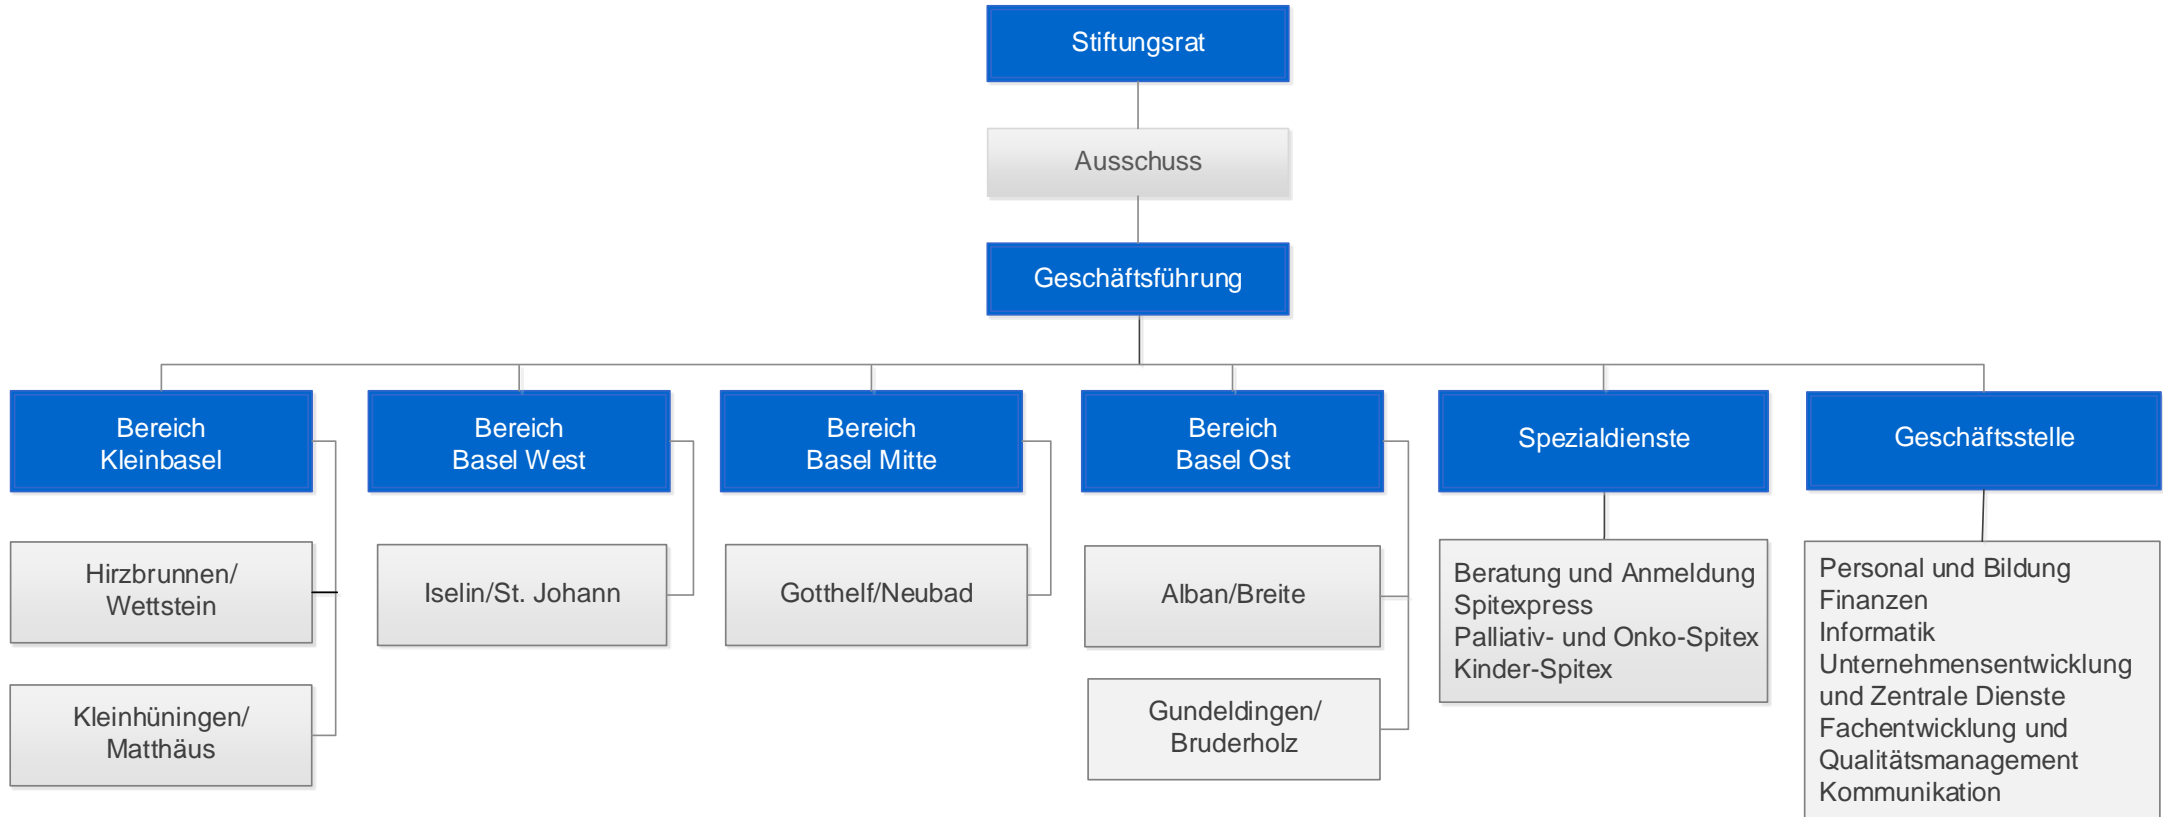 Stiftungsrat
Ausschuss
Geschäftsführung
Bereich
Kleinbasel
Bereich
Basel West
Bereich
Basel Mitte
Bereich
Basel Ost
Spezialdienste
Geschäftsstelle
Hirzbrunnen/
Wettstein
Kleinhüningen/
Matthäus
Iselin/St. Johann
Gotthelf/Neubad
Alban/Breite
Gundeldingen/
Bruderholz
Beratung und Anmeldung
Spitexpress
Palliativ- und Onko-Spitex
Kinder-Spitex
Personal und Bildung
Finanzen
Informatik
Unternehmensentwicklung
und Zentrale Dienste
Fachentwicklung und
Qualitätsmanagement
Kommunikation